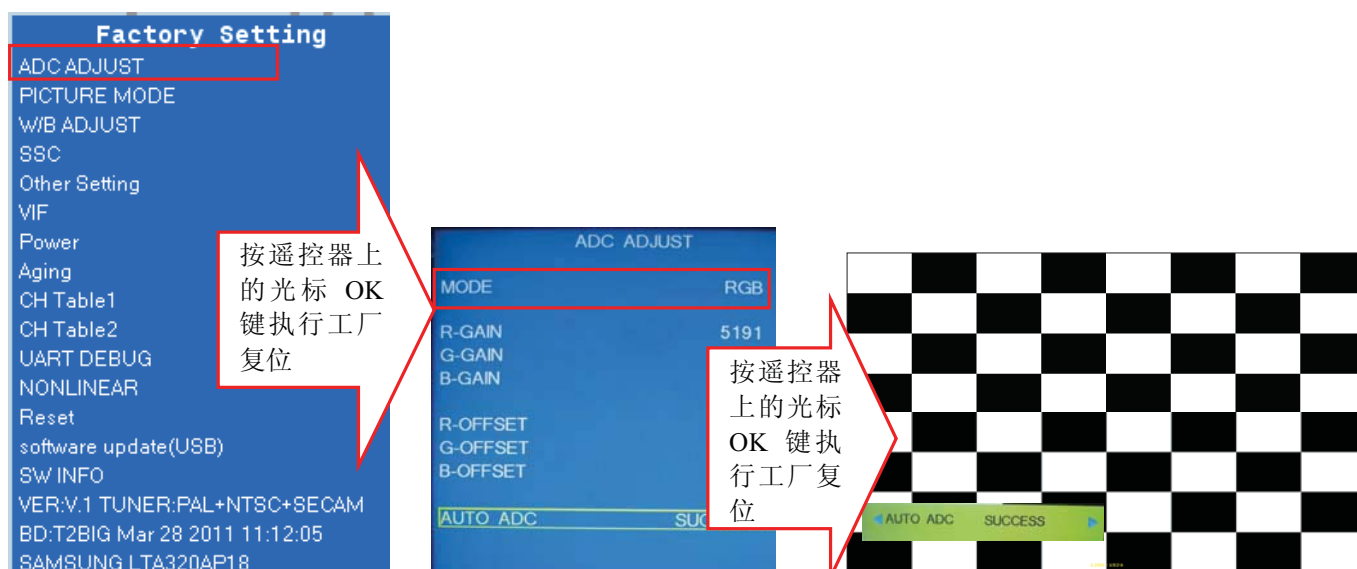 Factory Setting
ADC ADJUST
PICTURE MODE
W/B ADJUST
SSC
Other Setting
VIF
Power
Aging
CH Table1
CH Table2
UART DEBUG
NONLINEAR
Reset
software update(USB)
SW INFO
VER:V.1 TUNER:PAL+NTSC+SECAM
BD:T2BIG Mar 28 2011 11:12:05
SAMSUNG LTA320AP18
按遥控器上
的光标 OK
键执行工厂
复位
ADC ADJUST
MODE RGB
R-GAIN 5191
G-GAIN
B-GAIN
R-OFFSET
G-OFFSET
B-OFFSET
AUTO ADC
按遥控器
上的光标
OK 键执
行工厂复
位
AUTO ADC SUCCESS